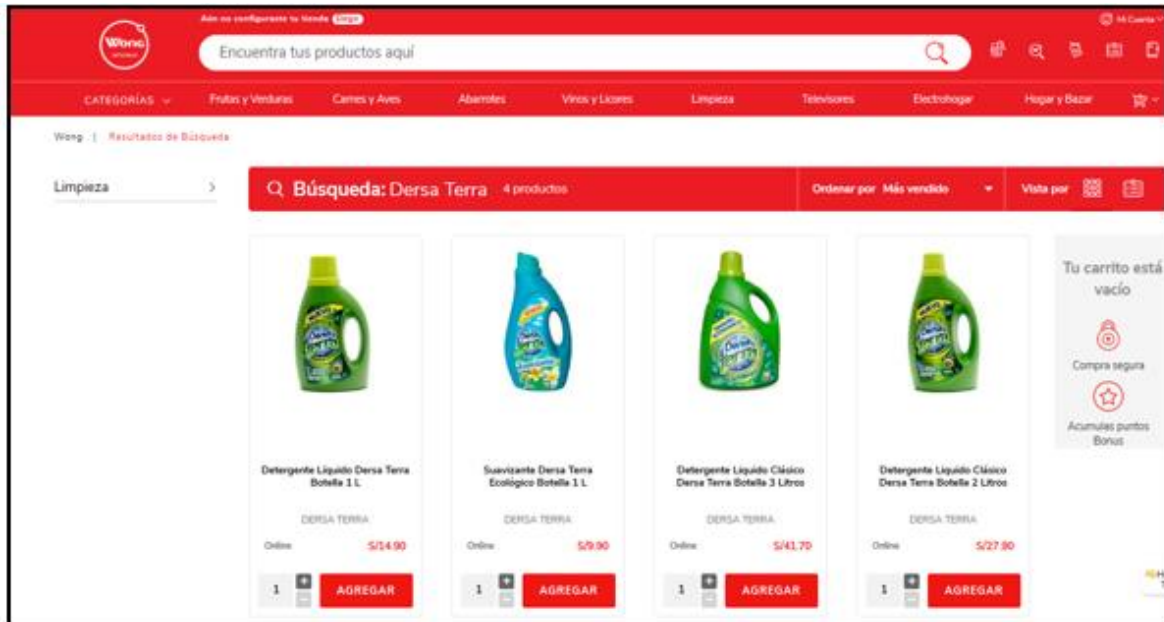 Aún no configuraste tu tienda Elegir
Mi Cuenta
Wong
Encuentra tus productos aquí
CATEGORÍAS
Frutas y Verduras
Carnes y Aves
Abarrotes
Vinos y Licores
Limpieza
Televisores
Electrohogar
Hogar y Bazar
Wong | Resultados de Búsqueda
Limpieza
Búsqueda: Dersa Terra 4 productos
Ordenar por Más vendido
Vista por
Tu carrito está
vacío
Compra segura
Acumulas puntos
Bonus
Detergente Líquido Dersa Terra
Botella 1 L
DERSA TERRA
Online S/14.90
1 AGREGAR
Suavizante Dersa Terra
Ecológico Botella 1 L
DERSA TERRA
Online S/9.90
1 AGREGAR
Detergente Líquido Clásico
Dersa Terra Botella 3 Litros
DERSA TERRA
Online S/41.70
1 AGREGAR
Detergente Líquido Clásico
Dersa Terra Botella 2 Litros
DERSA TERRA
Online S/27.90
1 AGREGAR